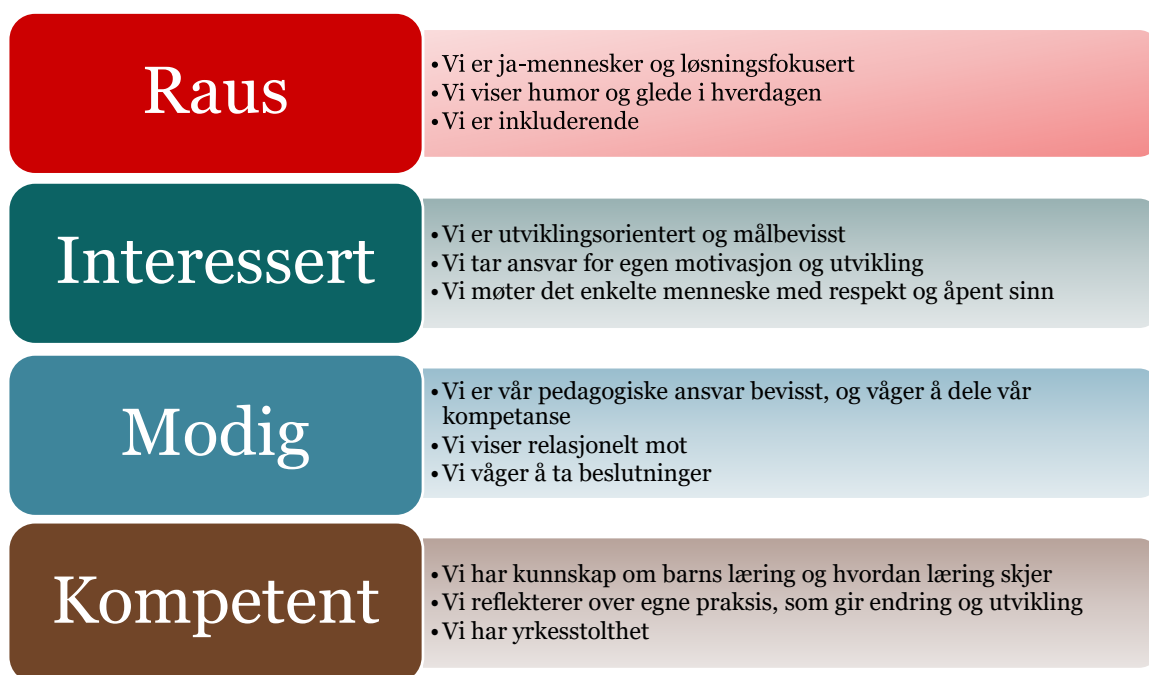 Raus
• Vi er ja-mennesker og løsningsfokusert
• Vi viser humor og glede i hverdagen
• Vi er inkluderende
Interessert
• Vi er utviklingsorientert og målbevisst
• Vi tar ansvar for egen motivasjon og utvikling
• Vi møter det enkelte menneske med respekt og åpent sinn
Modig
• Vi er vår pedagogiske ansvar bevisst, og våger å dele vår
kompetanse
• Vi viser relasjonelt mot
• Vi våger å ta beslutninger
Kompetent
• Vi har kunnskap om barns læring og hvordan læring skjer
• Vi reflekterer over egne praksis, som gir endring og utvikling
• Vi har yrkesstolthet